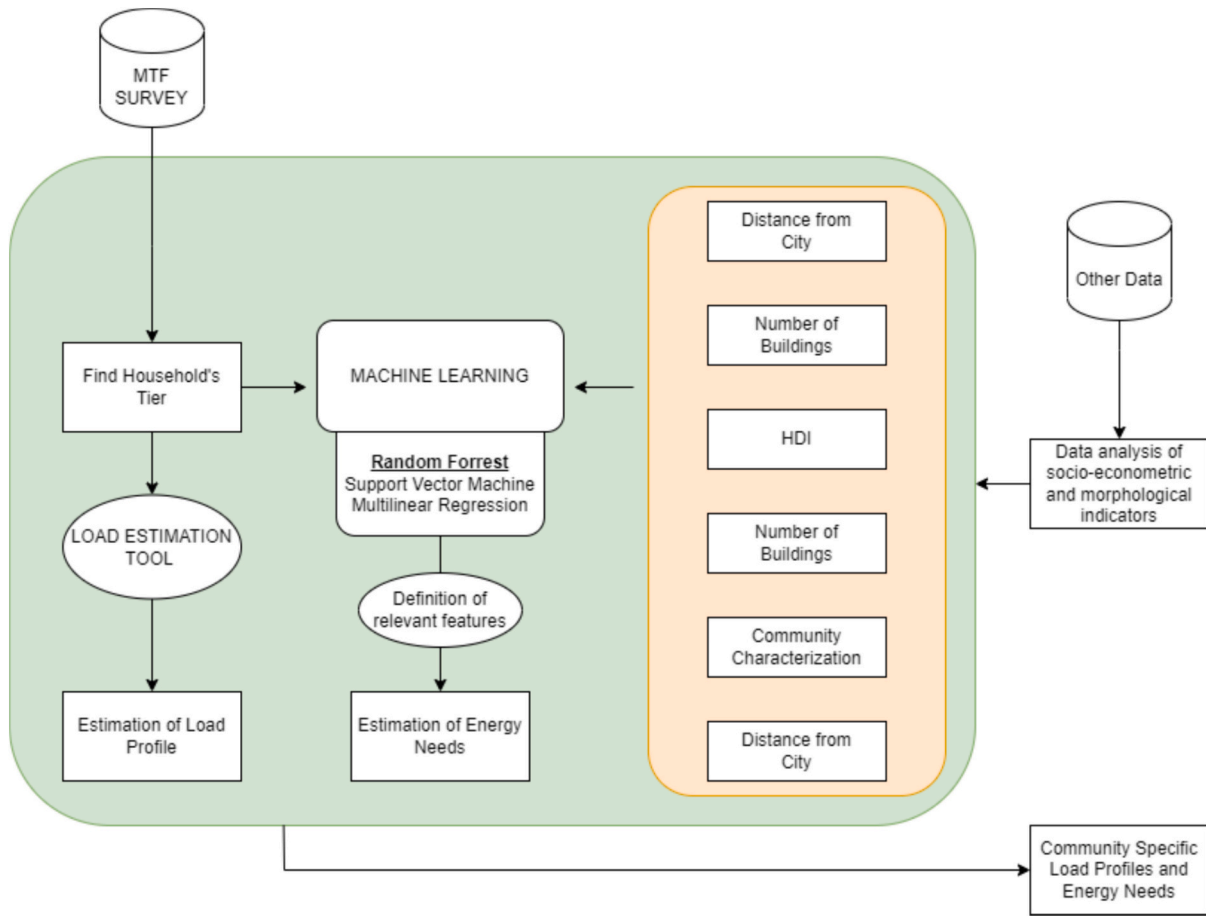 MTF
SURVEY
Find Household's
Tier
LOAD ESTIMATION
TOOL
Estimation of Load
Profile
MACHINE LEARNING
Random Forrest
Support Vector Machine
Multilinear Regression
Definition of
relevant features
Estimation of Energy
Needs
Distance from
City
Number of
Buildings
HDI
Number of
Buildings
Community
Characterization
Distance from
City
Other Data
Data analysis of
socio-econometric
and morphological
indicators
Community Specific
Load Profiles and
Energy Needs